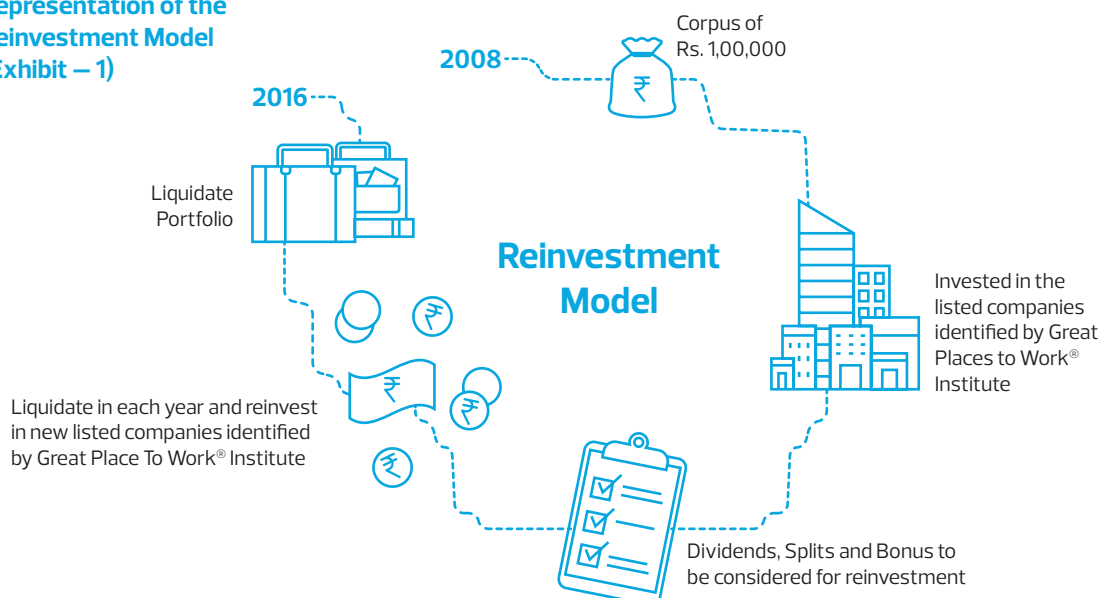 epresentation of the
einvestment Model
Exhibit – 1)
2008
Corpus of
Rs. 1,00,000
Invested in the
listed companies
identified by Great
Places to Work®
Institute
Dividends, Splits and Bonus to
be considered for reinvestment
Liquidate in each year and reinvest
in new listed companies identified
by Great Place To Work® Institute
2016
Liquidate
Portfolio
Reinvestment
Model
₹
₹
₹
₹
₹